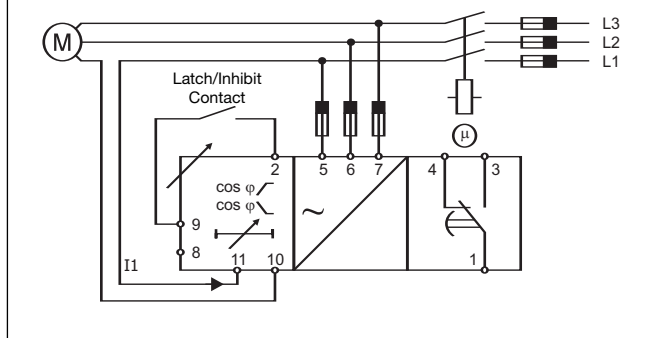 L3
M
L2
L1
Latch/Inhibit
Contact
μ
2
5
6
7
4
3
cos φ
cos φ
~
9
8
I1
11
10
1